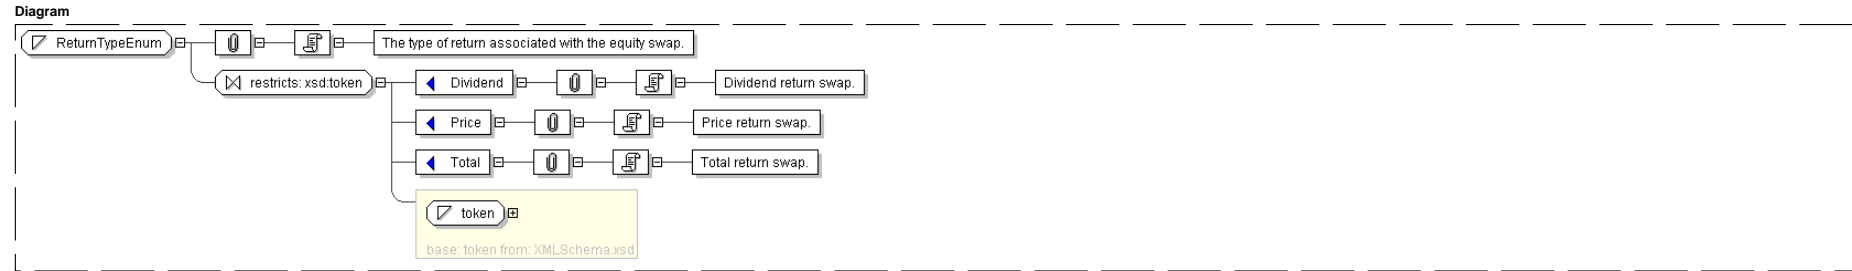 Diagram
ReturnTypeEnum The type of return associated with the equity swap.
restricts: xsd:token Dividend Dividend return swap.
Price Price return swap.
Total Total return swap.
token
base: token from: XMLSchema.xsd